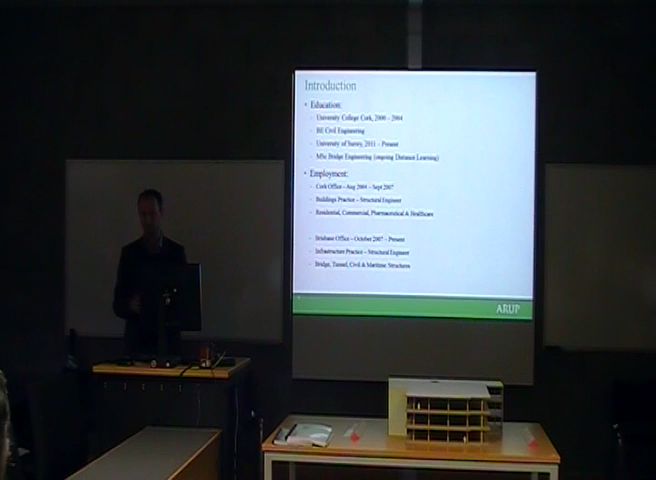 Introduction
• Education:
– University College Cork, 2000 – 2004
– BE Civil Engineering
– University of Surrey, 2011 – Present
– MSc Bridge Engineering (ongoing Distance Learning)
• Employment:
– Cork Office – Aug 2004 – Sept 2007
– Buildings Practice – Structural Engineer
– Residential, Commercial, Pharmaceutical & Healthcare
– Brisbane Office – October 2007 – Present
– Infrastructure Practice – Structural Engineer
– Bridge, Tunnel, Civil & Maritime Structures
ARUP